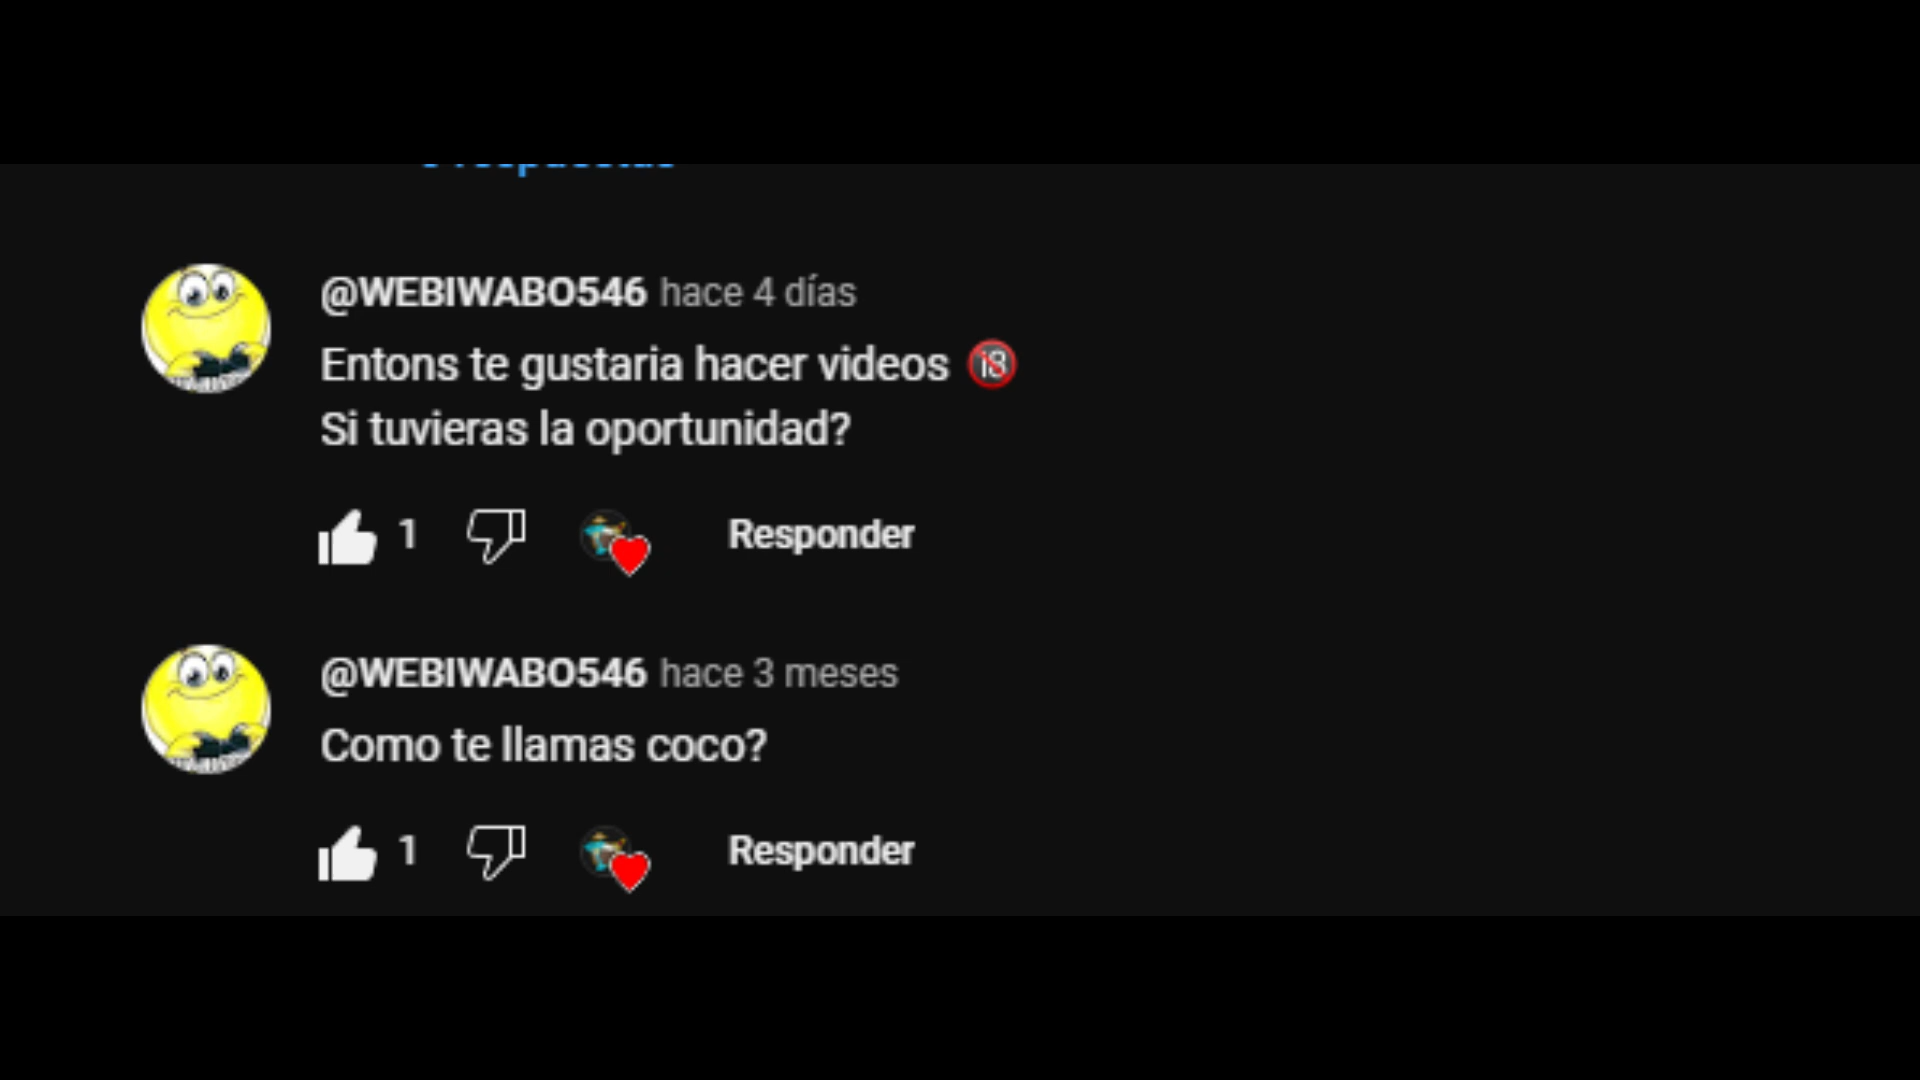 respuestas
@WEBIWABO546 hace 4 días
Entons te gustaria hacer videos 🔞
Si tuvieras la oportunidad?
1 Responder
@WEBIWABO546 hace 3 meses
Como te llamas coco?
1 Responder